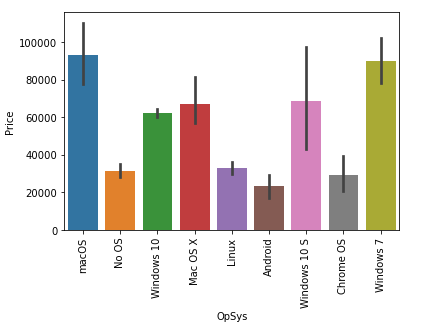 Price
100000
80000
60000
40000
20000
0
macOS
No OS
Windows 10
Mac OS X
Linux
Android
Windows 10 S
Chrome OS
Windows 7
OpSys